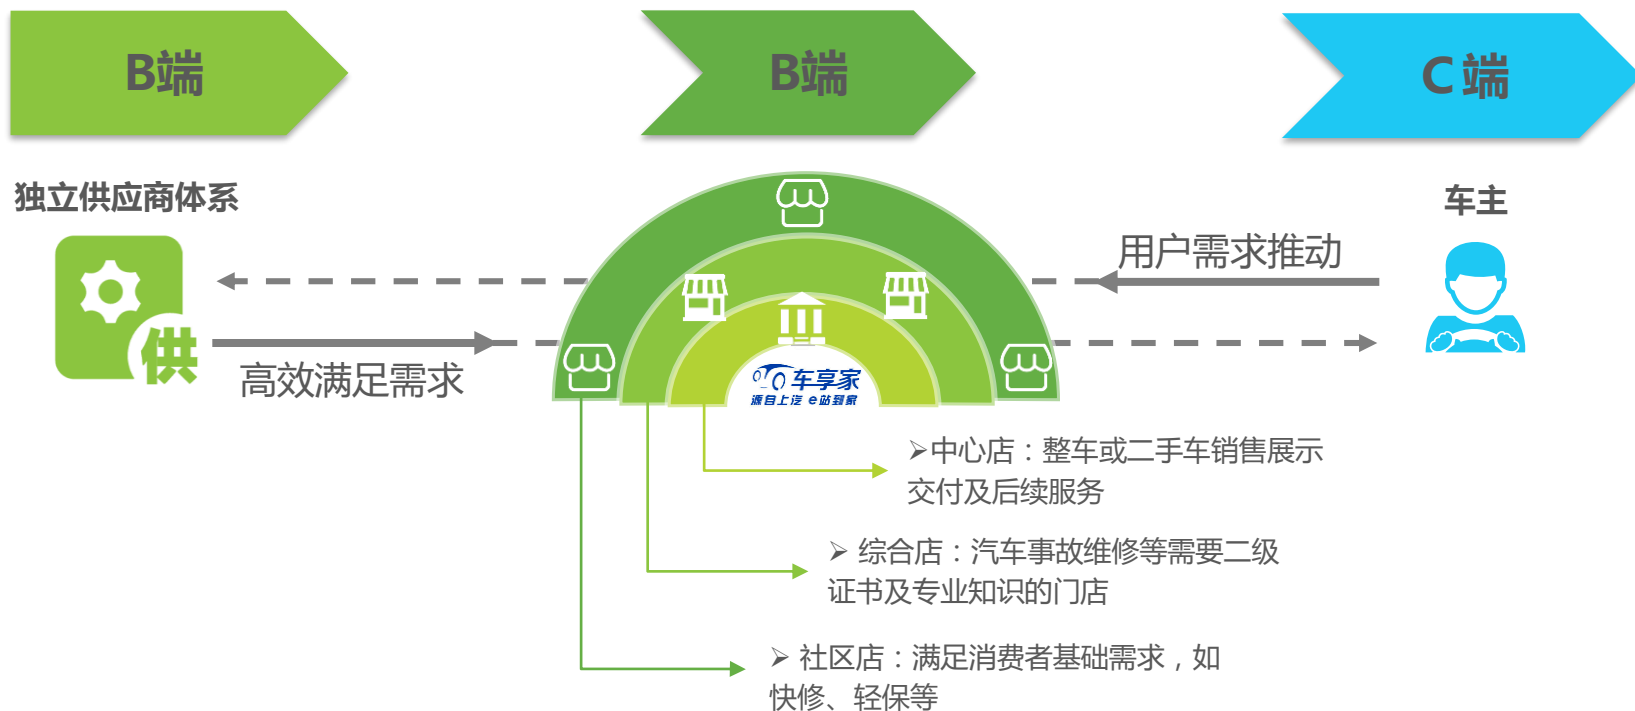 B端
B端
C端
独立供应商体系
车主
用户需求推动
供
高效满足需求
车享家
源自上汽 e站到家
➢中心店：整车或二手车销售展示
交付及后续服务
➢ 综合店：汽车事故维修等需要二级
证书及专业知识的门店
➢ 社区店：满足消费者基础需求，如
快修、轻保等